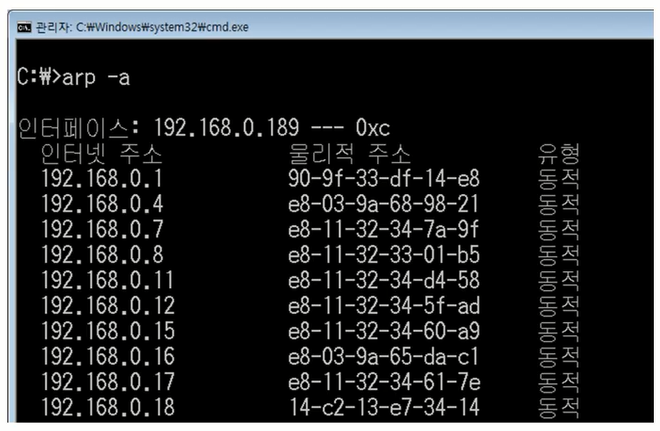 관리자: C:₩Windows₩system32₩cmd.exe
C:₩>arp -a
인터페이스: 192.168.0.189 --- 0xc
인터넷 주소 물리적 주소 유형
192.168.0.1 90-9f-33-df-14-e8 동적
192.168.0.4 e8-03-9a-68-98-21 동적
192.168.0.7 e8-11-32-34-7a-9f 동적
192.168.0.8 e8-11-32-33-01-b5 동적
192.168.0.11 e8-11-32-34-d4-58 동적
192.168.0.12 e8-11-32-34-5f-ad 동적
192.168.0.15 e8-11-32-34-60-a9 동적
192.168.0.16 e8-03-9a-65-da-c1 동적
192.168.0.17 e8-11-32-34-61-7e 동적
192.168.0.18 14-c2-13-e7-34-14 동적